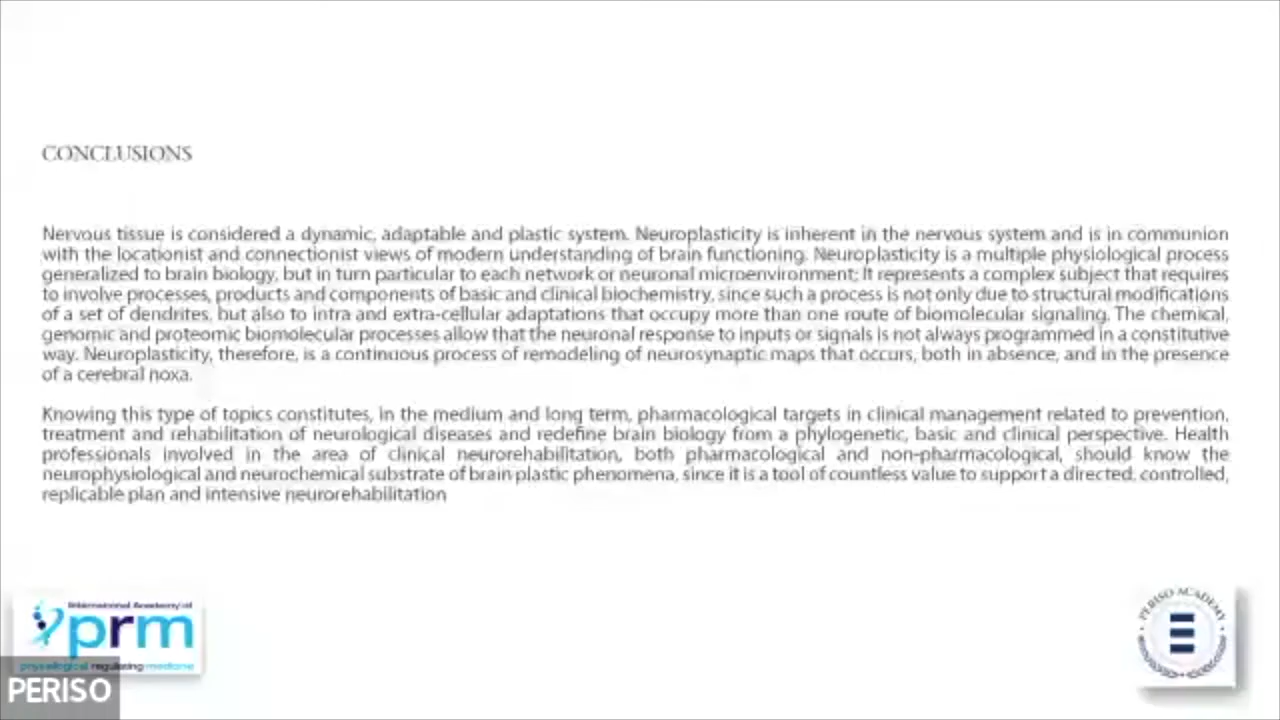 CONCLUSIONS
Nervous tissue is considered a dynamic, adaptable and plastic system. Neuroplasticity is inherent in the nervous system and is in communion
with the locationist and connectionist views of modern understanding of brain functioning. Neuroplasticity is a multiple physiological process
generalized to brain biology, but in turn particular to each network or neuronal microenvironment; It represents a complex subject that requires
to involve processes, products and components of basic and clinical biochemistry, since such a process is not only due to structural modifications
of a set of dendrites, but also to intra and extra-cellular adaptations that occupy more than one route of biomolecular signaling. The chemical,
genomic and proteomic biomolecular processes allow that the neuronal response to inputs or signals is not always programmed in a constitutive
way. Neuroplasticity, therefore, is a continuous process of remodeling of neurosynaptic maps that occurs, both in absence, and in the presence
of a cerebral noxa.
Knowing this type of topics constitutes, in the medium and long term, pharmacological targets in clinical management related to prevention,
treatment and rehabilitation of neurological diseases and redefine brain biology from a phylogenetic, basic and clinical perspective. Health
professionals involved in the area of clinical neurorehabilitation, both pharmacological and non-pharmacological, should know the
neurophysiological and neurochemical substrate of brain plastic phenomena, since it is a tool of countless value to support a directed, controlled,
replicable plan and intensive neurorehabilitation
International Academy of
prm
physiological regulating medicine
PERISO ACADEMY
PERISO